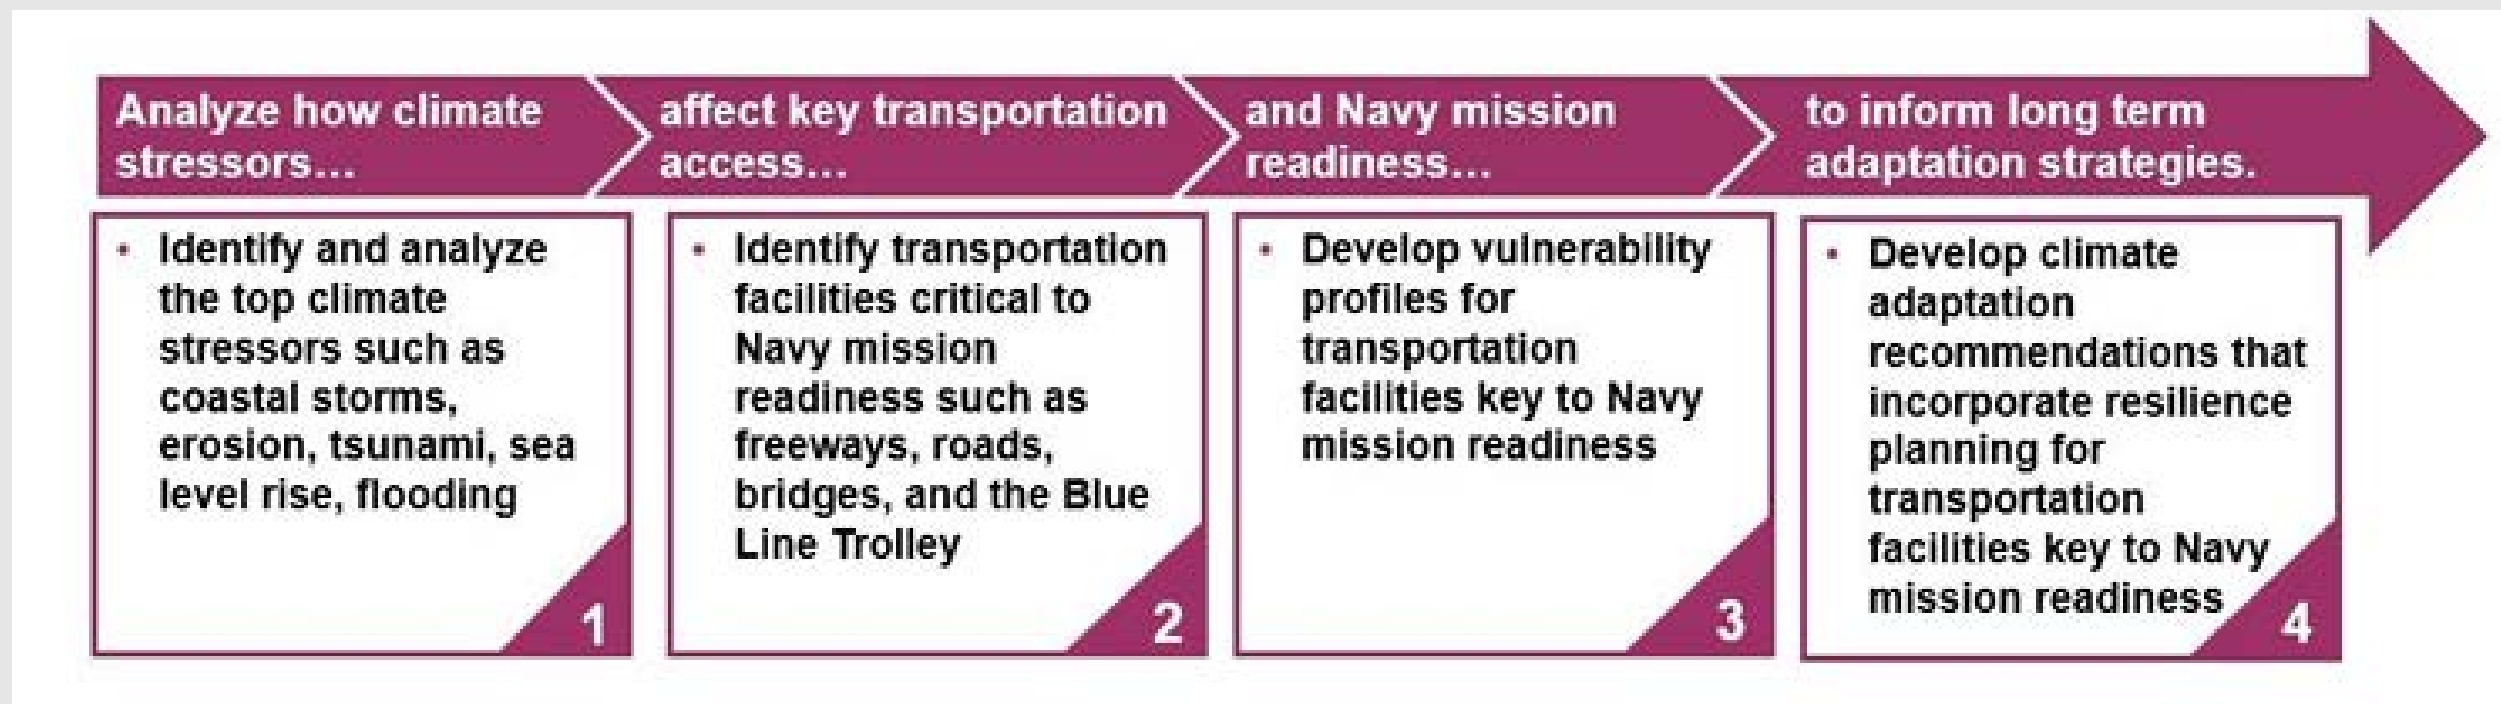 Analyze how climate
stressors...
affect key transportation
access...
and Navy mission
readiness...
to inform long term
adaptation strategies.
• Identify and analyze
the top climate
stressors such as
coastal storms,
erosion, tsunami, sea
level rise, flooding
1
• Identify transportation
facilities critical to
Navy mission
readiness such as
freeways, roads,
bridges, and the Blue
Line Trolley
2
• Develop vulnerability
profiles for
transportation
facilities key to Navy
mission readiness
3
• Develop climate
adaptation
recommendations that
incorporate resilience
planning for
transportation
facilities key to Navy
mission readiness
4